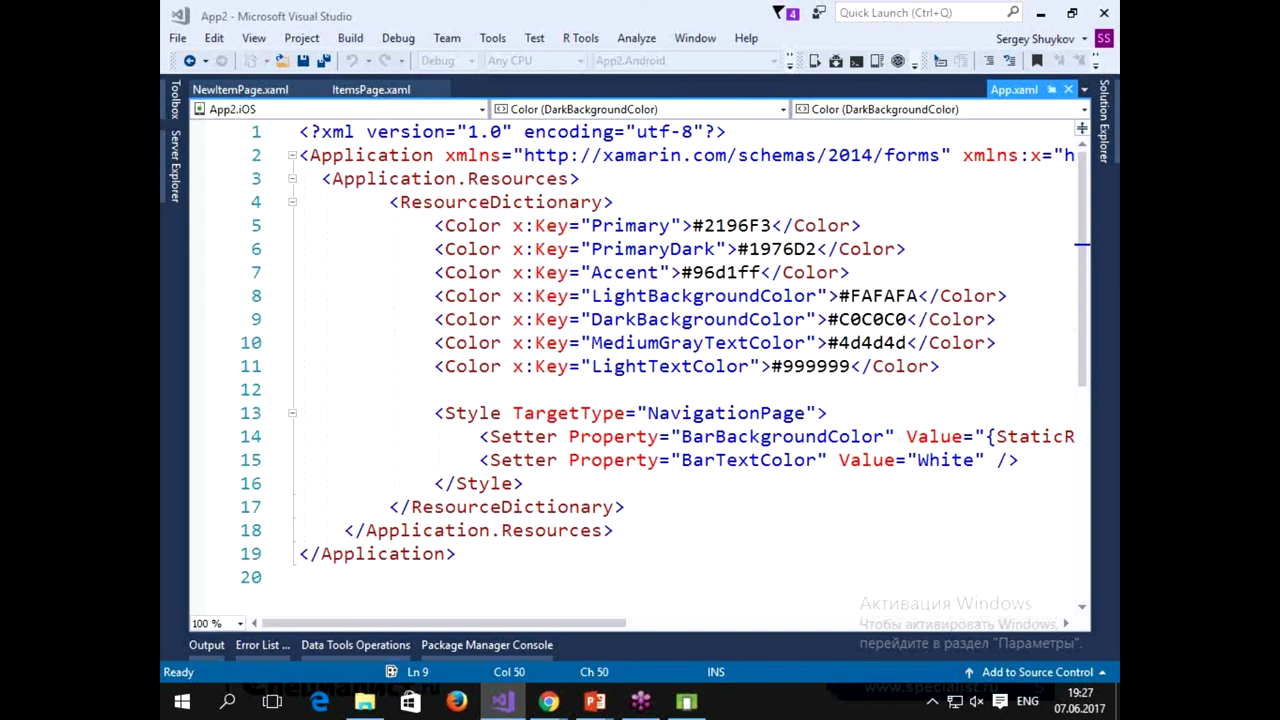 App2 - Microsoft Visual Studio
4
Quick Launch (Ctrl+Q)
File Edit View Project Build Debug Team Tools Test R Tools Analyze Window Help
Sergey Shuykov SS
Debug Any CPU App2.Android
NewItemPage.xaml ItemsPage.xaml App.xaml
App2.iOS Color (DarkBackgroundColor) Color (DarkBackgroundColor)
Toolbox
Server Explorer
Solution Explorer
1 <?xml version="1.0" encoding="utf-8"?>
2 <Application xmlns="http://xamarin.com/schemas/2014/forms" xmlns:x="h
3 <Application.Resources>
4 <ResourceDictionary>
5 <Color x:Key="Primary">#2196F3</Color>
6 <Color x:Key="PrimaryDark">#1976D2</Color>
7 <Color x:Key="Accent">#96d1ff</Color>
8 <Color x:Key="LightBackgroundColor">#FAFAFA</Color>
9 <Color x:Key="DarkBackgroundColor">#C0C0C0</Color>
10 <Color x:Key="MediumGrayTextColor">#4d4d4d</Color>
11 <Color x:Key="LightTextColor">#999999</Color>
12
13 <Style TargetType="NavigationPage">
14 <Setter Property="BarBackgroundColor" Value="{StaticR
15 <Setter Property="BarTextColor" Value="White" />
16 </Style>
17 </ResourceDictionary>
18 </Application.Resources>
19 </Application>
20
Активация Windows
Чтобы активировать Windows,
перейдите в раздел "Параметры".
100 %
Output Error List ... Data Tools Operations Package Manager Console
Ready Ln 9 Col 50 Ch 50 INS Add to Source Control
www.specialist.ru
ENG
19:27
07.06.2017